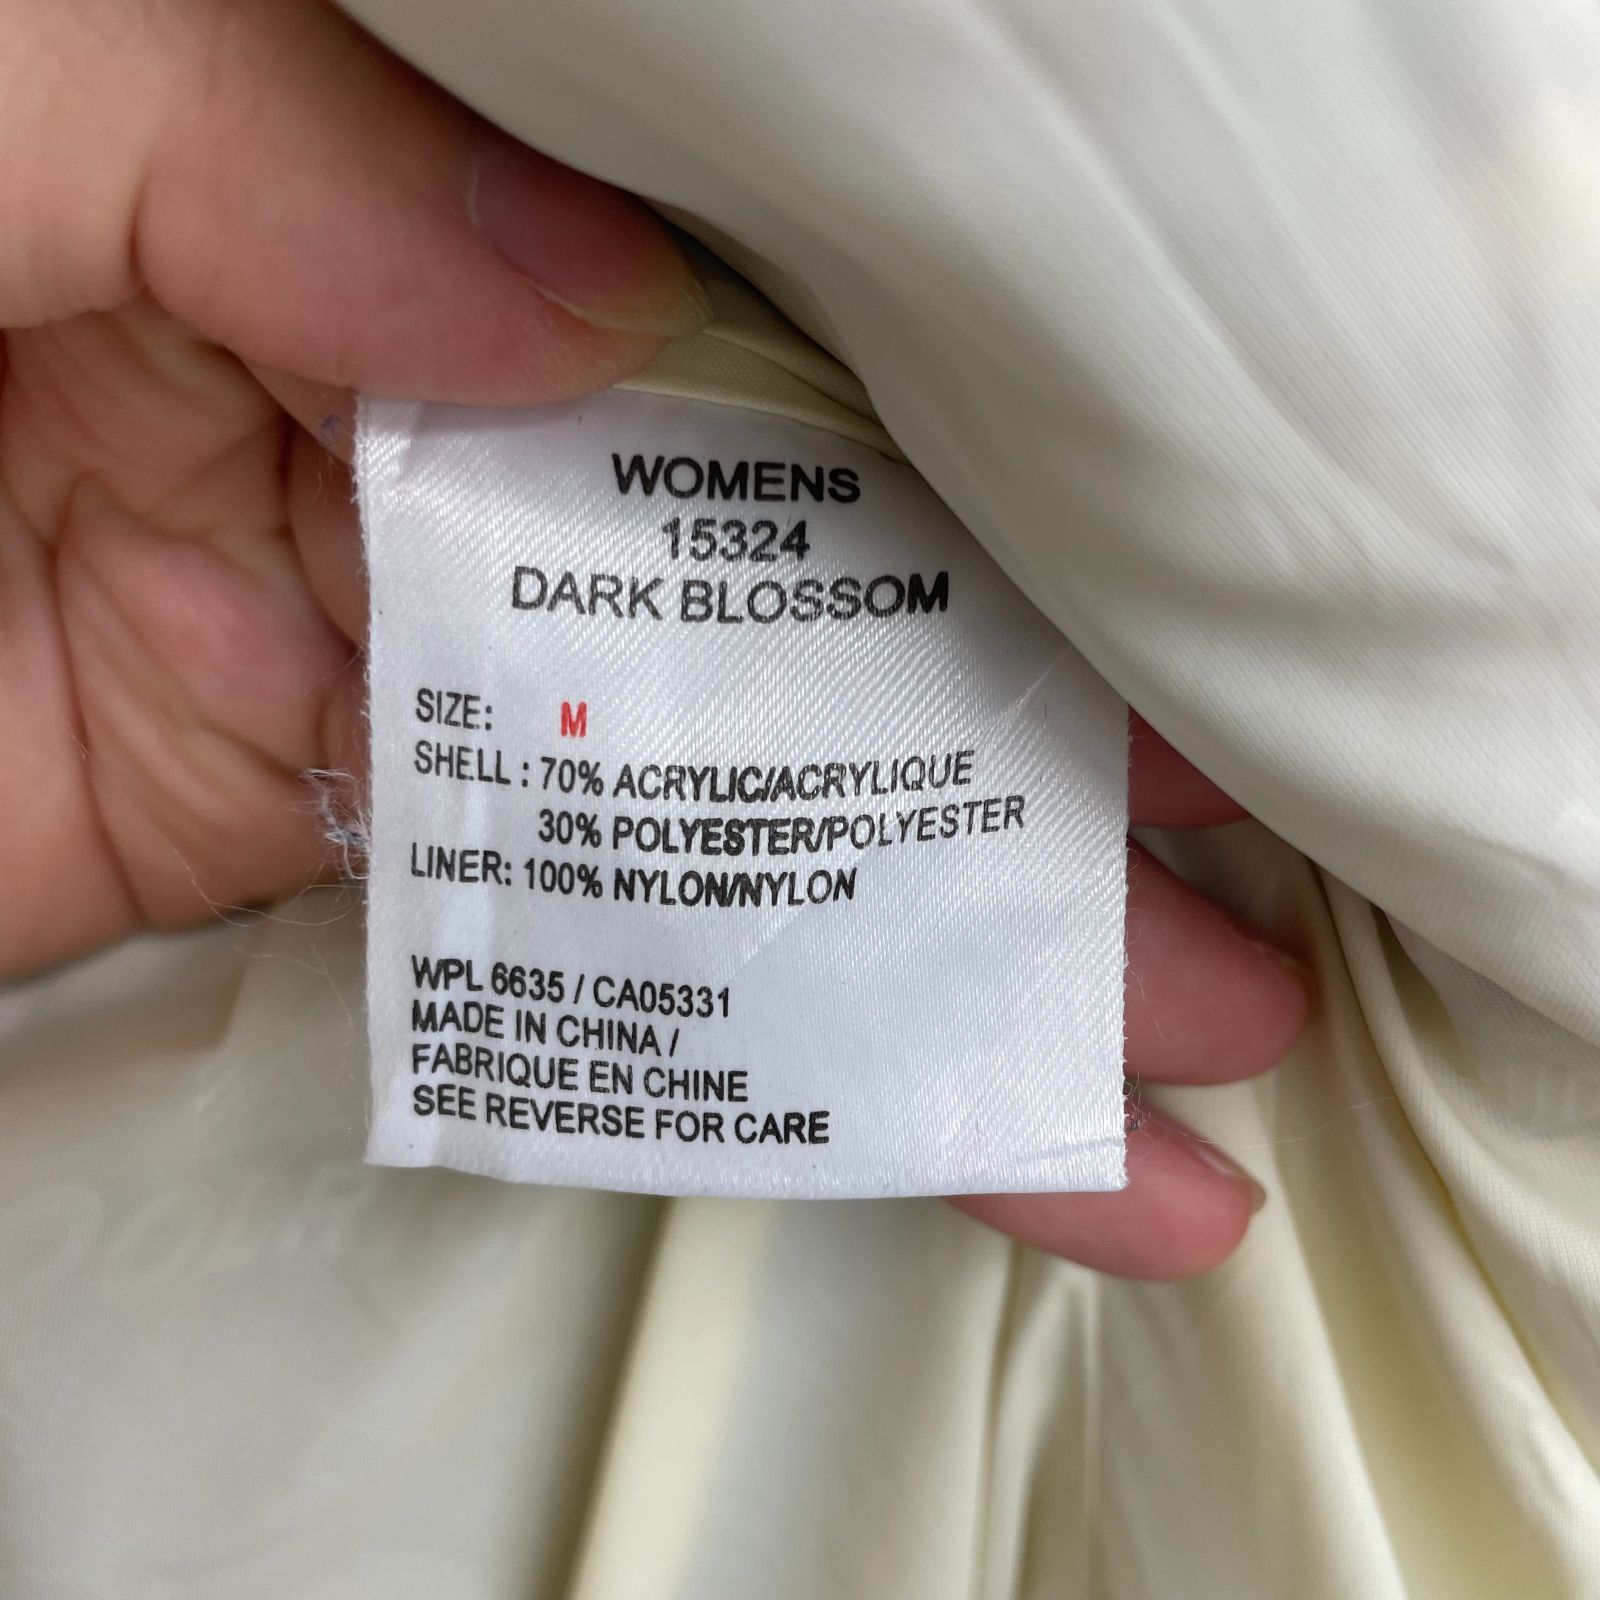 WOMENS
15324
DARK BLOSSOM
SIZE: M
SHELL : 70% ACRYLIC/ACRYLIQUE
30% POLYESTER/POLYESTER
LINER: 100% NYLON/NYLON
WPL 6635 / CA05331
MADE IN CHINA /
FABRIQUE EN CHINE
SEE REVERSE FOR CARE